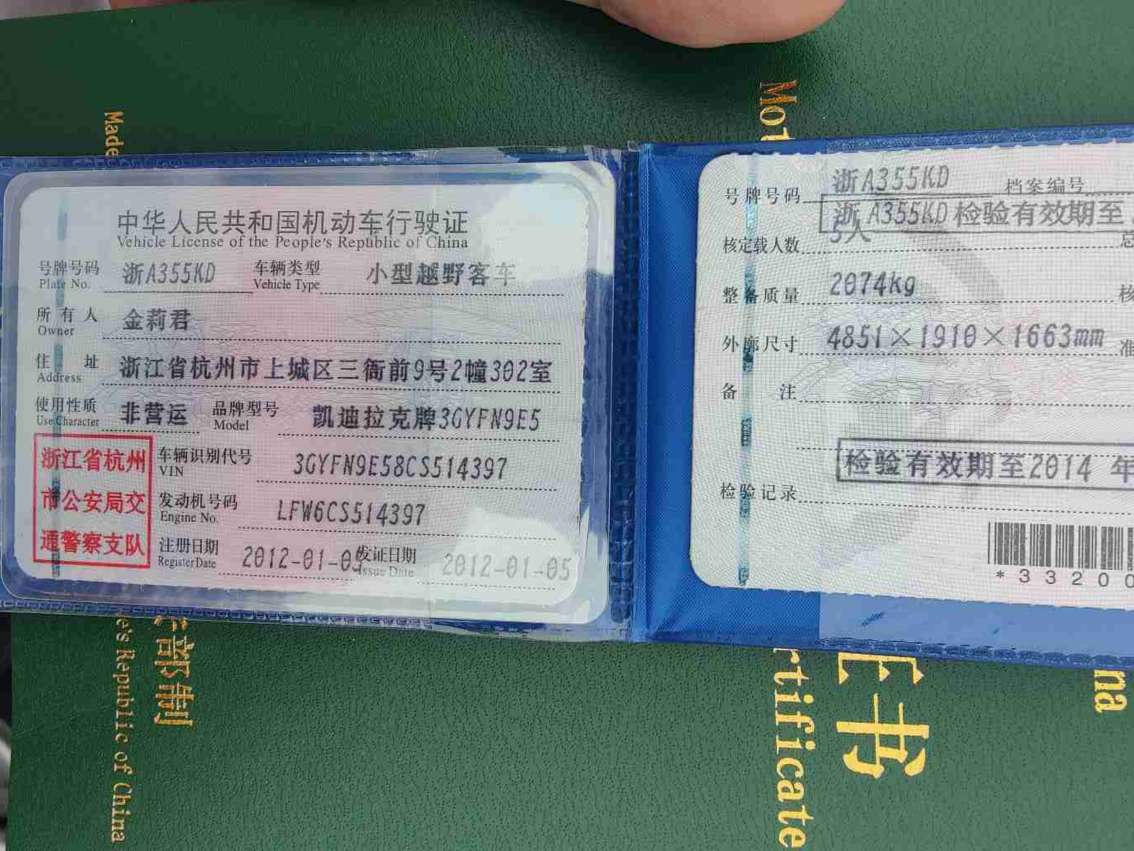 中华人民共和国机动车行驶证
Vehicle License of the People's Republic of China
号牌号码 浙A355KD 车辆类型 小型越野客车
Plate No. Vehicle Type
所有人 金莉君
Owner
住址 浙江省杭州市上城区三衙前9号2幢302室
Address
使用性质 非营运 品牌型号 凯迪拉克牌3GYFN9E5
Use Character Model
浙江省杭州
市公安局交
通警察支队
车辆识别代号 3GYFN9E58CS514397
VIN
发动机号码 LFW6CS514397
Engine No.
注册日期 2012-01-05 发证日期 2012-01-05
Register Date Issue Date
号牌号码 浙A355KD 档案编号
浙A355KD 检验有效期至
核定载人数 5人 总
整备质量 2074kg 核
外廓尺寸 4851×1910×1663mm 准
备注
检验有效期至2014 年
检验记录
*33200
Made
部制
's Republic of China
Mot
证书
rtificate
na